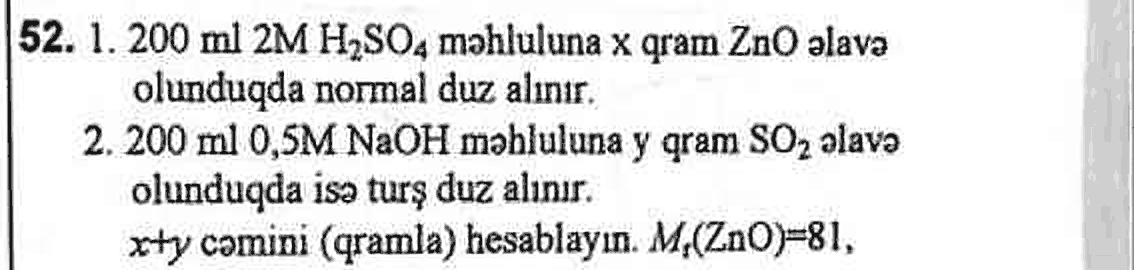 52. 1. 200 ml 2M H₂SO₄ məhluluna x qram ZnO əlavə
olunduqda normal duz alınır.
2. 200 ml 0,5M NaOH məhluluna y qram SO₂ əlavə
olunduqda isə turş duz alınır.
x+y cəmini (qramla) hesablayın. Mᵣ(ZnO)=81,